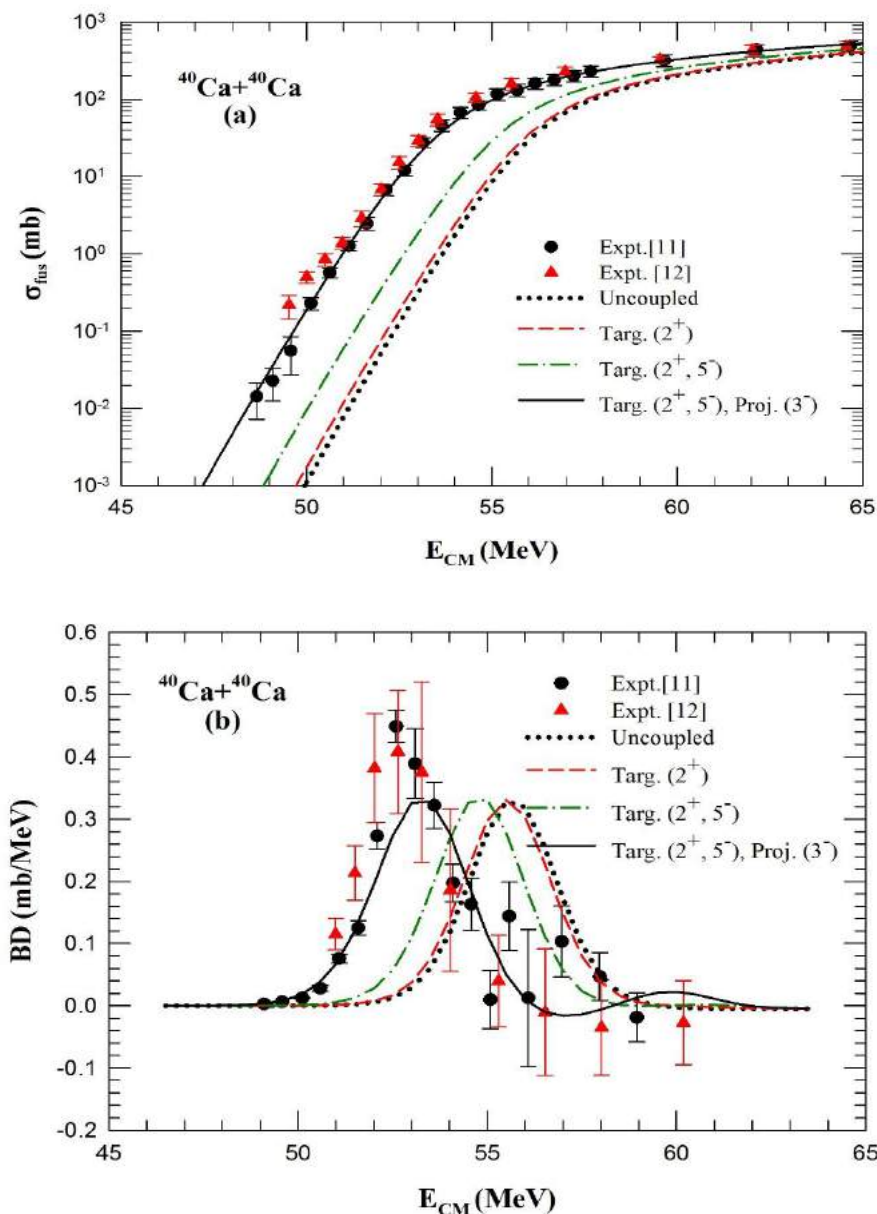 10³
10²
10¹
10⁰
10⁻¹
10⁻²
10⁻³
σfus (mb)
⁴⁰Ca+⁴⁰Ca
(a)
Expt.[11]
Expt. [12]
Uncoupled
Targ. (2⁺)
Targ. (2⁺, 5⁻)
Targ. (2⁺, 5⁻), Proj. (3⁻)
45 50 55 60 65
E_CM (MeV)
0.6
0.5
0.4
0.3
0.2
0.1
0.0
-0.1
-0.2
BD (mb/MeV)
⁴⁰Ca+⁴⁰Ca
(b)
Expt.[11]
Expt. [12]
Uncoupled
Targ. (2⁺)
Targ. (2⁺, 5⁻)
Targ. (2⁺, 5⁻), Proj. (3⁻)
45 50 55 60 65
E_CM (MeV)